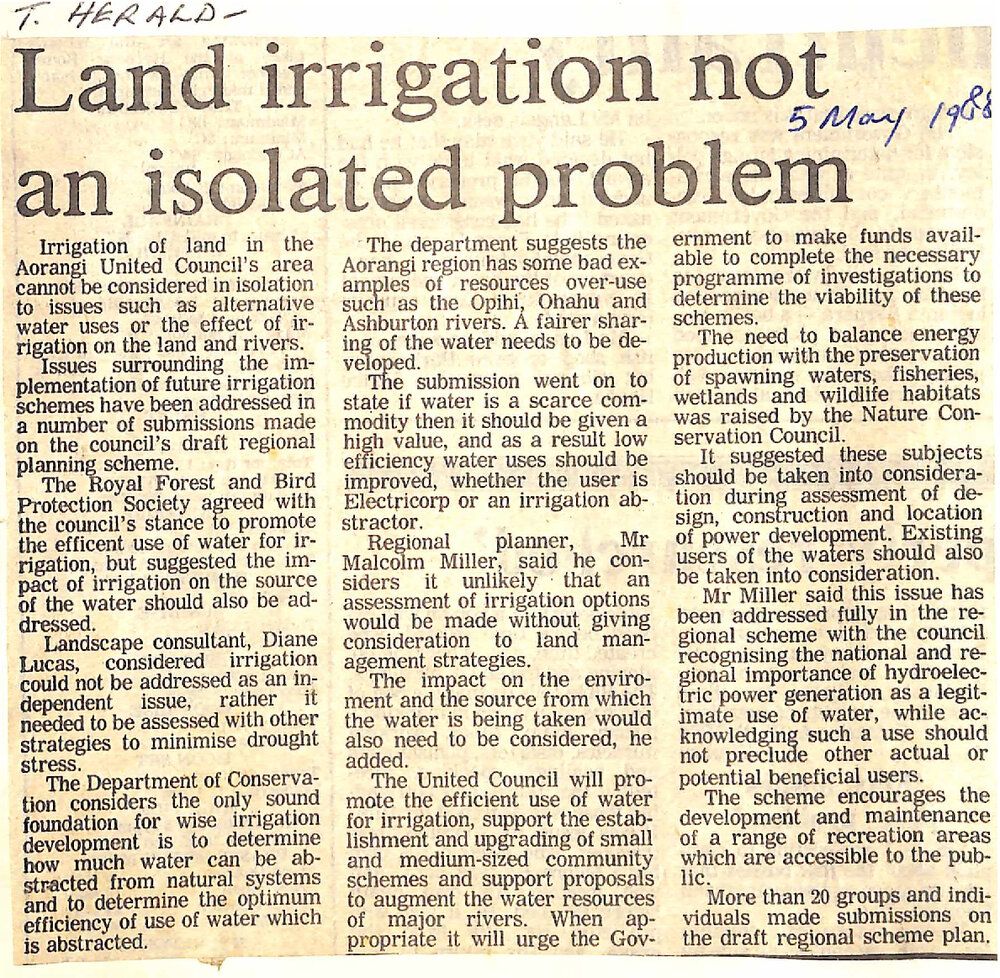 T. HERALD-
Land irrigation not
5 May 1988
an isolated problem
Irrigation of land in the
Aorangi United Council's area
cannot be considered in isolation
to issues such as alternative
water uses or the effect of ir-
rigation on the land and rivers.
Issues surrounding the im-
plementation of future irrigation
schemes have been addressed in
a number of submissions made
on the council's draft regional
planning scheme.
The Royal Forest and Bird
Protection Society agreed with
the council's stance to promote
the efficent use of water for ir-
rigation, but suggested the im-
pact of irrigation on the source
of the water should also be ad-
dressed.
Landscape consultant, Diane
Lucas, considered irrigation
could not be addressed as an in-
dependent issue, rather it
needed to be assessed with other
strategies to minimise drought
stress.
The Department of Conserva-
tion considers the only sound
foundation for wise irrigation
development is to determine
how much water can be ab-
stracted from natural systems
and to determine the optimum
efficiency of use of water which
is abstracted.
The department suggests the
Aorangi region has some bad ex-
amples of resources over-use
such as the Opihi, Ohahu and
Ashburton rivers. A fairer shar-
ing of the water needs to be de-
veloped.
The submission went on to
state if water is a scarce com-
modity then it should be given a
high value, and as a result low
efficiency water uses should be
improved, whether the user is
Electricorp or an irrigation ab-
stractor.
Regional planner, Mr
Malcolm Miller, said he con-
siders it unlikely that an
assessment of irrigation options
would be made without giving
consideration to land man-
agement strategies.
The impact on the enviro-
ment and the source from which
the water is being taken would
also need to be considered, he
added.
The United Council will pro-
mote the efficient use of water
for irrigation, support the estab-
lishment and upgrading of small
and medium-sized community
schemes and support proposals
to augment the water resources
of major rivers. When ap-
propriate it will urge the Gov-
ernment to make funds avail-
able to complete the necessary
programme of investigations to
determine the viability of these
schemes.
The need to balance energy
production with the preservation
of spawning waters, fisheries,
wetlands and wildlife habitats
was raised by the Nature Con-
servation Council.
It suggested these subjects
should be taken into considera-
tion during assessment of de-
sign, construction and location
of power development. Existing
users of the waters should also
be taken into consideration.
Mr Miller said this issue has
been addressed fully in the re-
gional scheme with the council
recognising the national and re-
gional importance of hydroelec-
tric power generation as a legit-
imate use of water, while ac-
knowledging such a use should
not preclude other actual or
potential beneficial users.
The scheme encourages the
development and maintenance
of a range of recreation areas
which are accessible to the pub-
lic.
More than 20 groups and indi-
viduals made submissions on
the draft regional scheme plan.